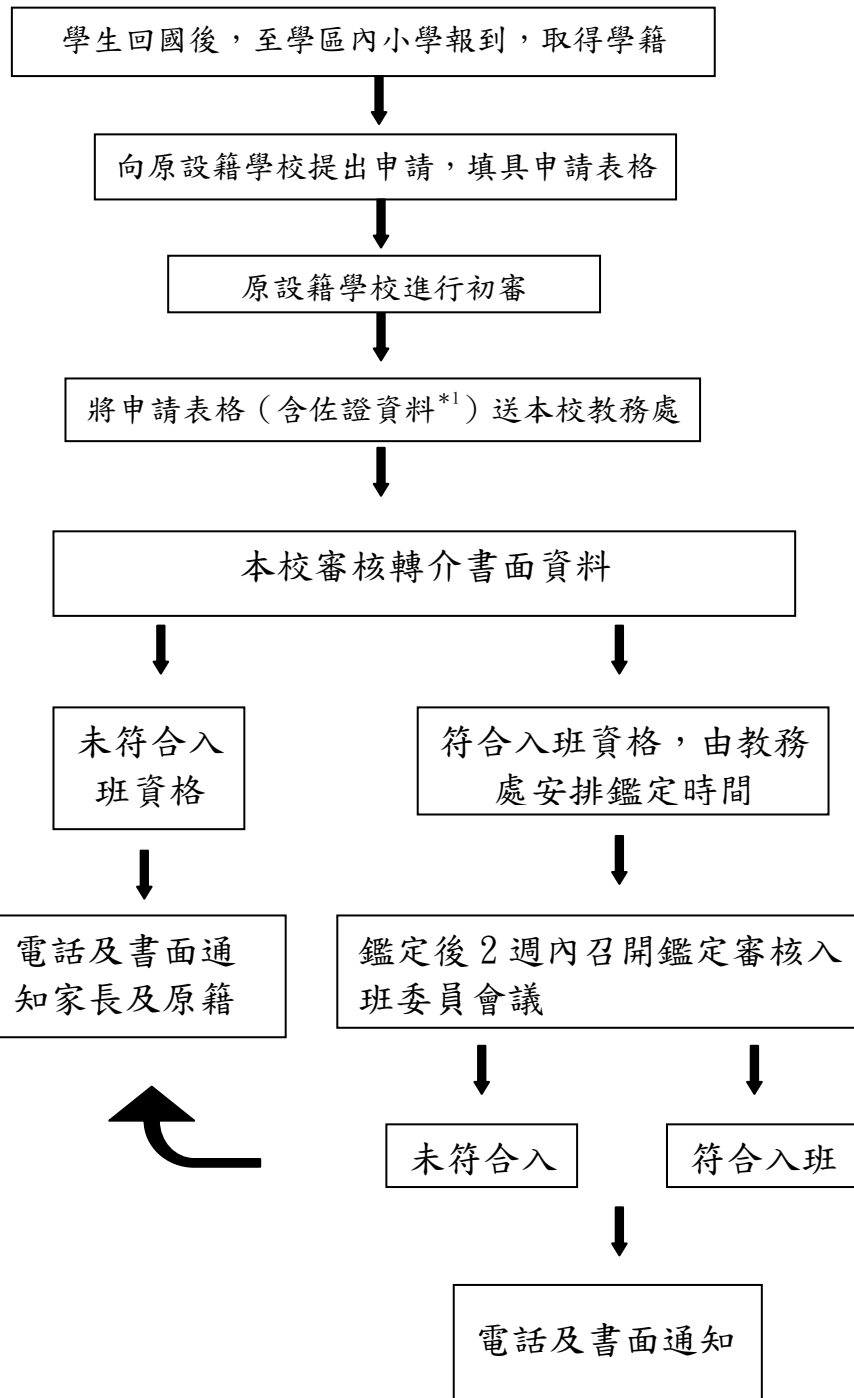 學生回國後，至學區內小學報到，取得學籍
向原設籍學校提出申請，填具申請表格
原設籍學校進行初審
將申請表格（含佐證資料*1）送本校教務處
本校審核轉介書面資料
未符合入
班資格
符合入班資格，由教務
處安排鑑定時間
電話及書面通
知家長及原籍
鑑定後 2 週內召開鑑定審核入
班委員會議
未符合入
符合入班
電話及書面通知